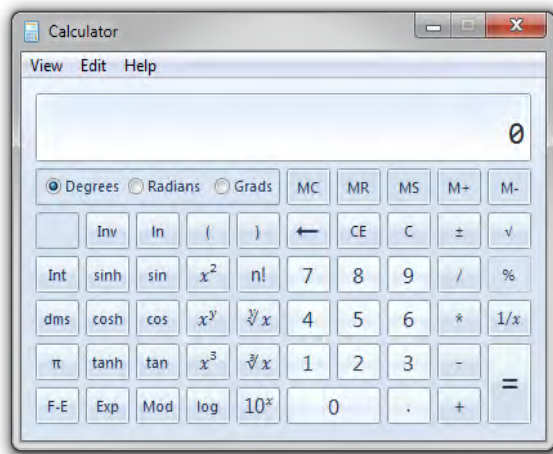 Calculator
View Edit Help
0
Degrees Radians Grads MC MR MS M+ M-
Inv ln ( ) ← CE C ± √
Int sinh sin x² n! 7 8 9 / %
dms cosh cos xʸ ʸ√x 4 5 6 * 1/x
π tanh tan x³ ³√x 1 2 3 - =
F-E Exp Mod log 10ˣ 0 . +